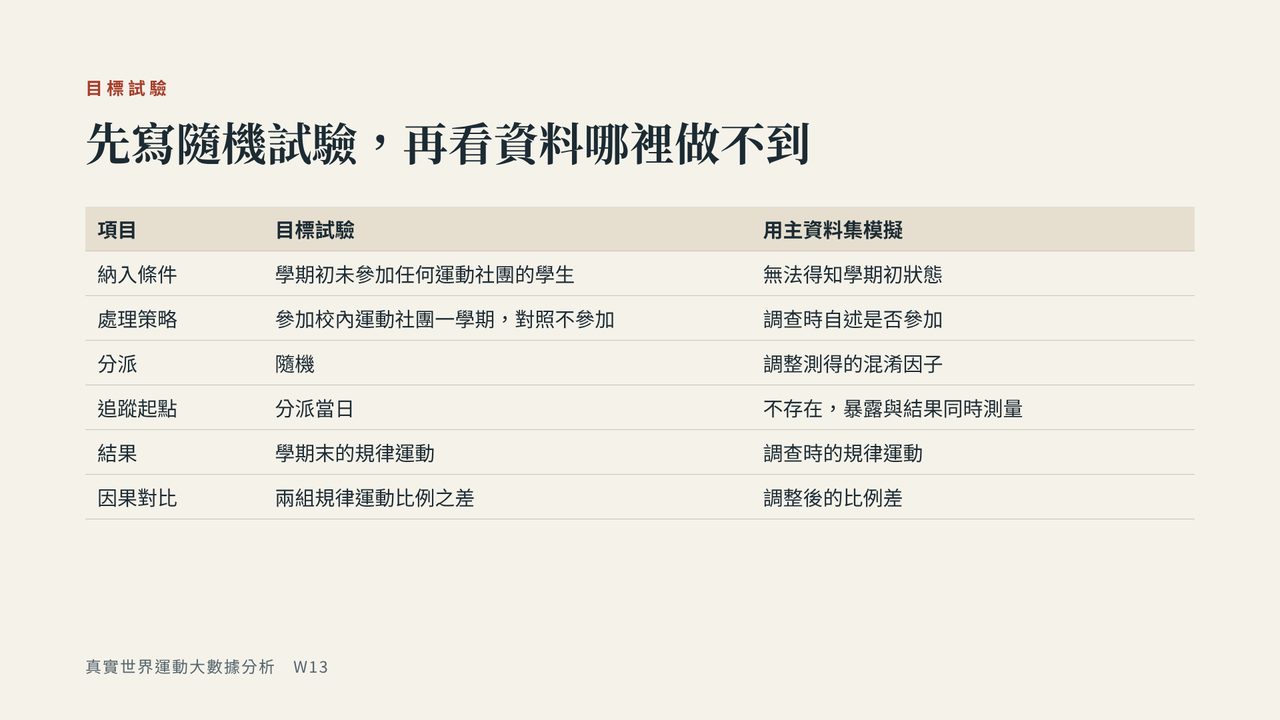 目標試驗
先寫隨機試驗，再看資料哪裡做不到
項目 目標試驗 用主資料集模擬
納入條件 學期初未參加任何運動社團的學生 無法得知學期初狀態
處理策略 參加校內運動社團一學期，對照不參加 調查時自述是否參加
分派 隨機 調整測得的混淆因子
追蹤起點 分派當日 不存在，暴露與結果同時測量
結果 學期末的規律運動 調查時的規律運動
因果對比 兩組規律運動比例之差 調整後的比例差
真實世界運動大數據分析 W13